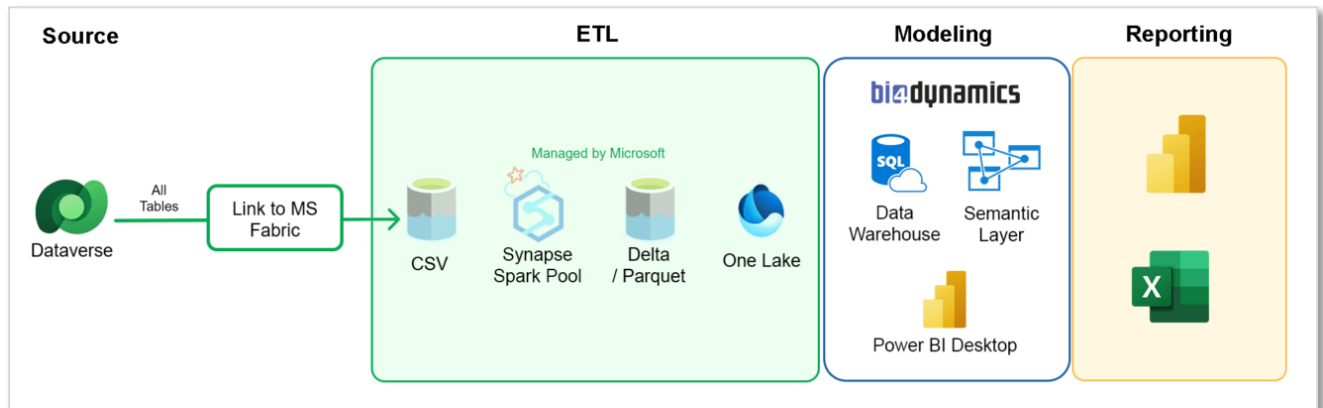 Source
ETL
Modeling
Reporting
bi4dynamics
Managed by Microsoft
SQL
All
Tables
Link to MS
Fabric
Dataverse
CSV
Synapse
Spark Pool
Delta
/ Parquet
One Lake
Data
Warehouse
Semantic
Layer
Power BI Desktop
X